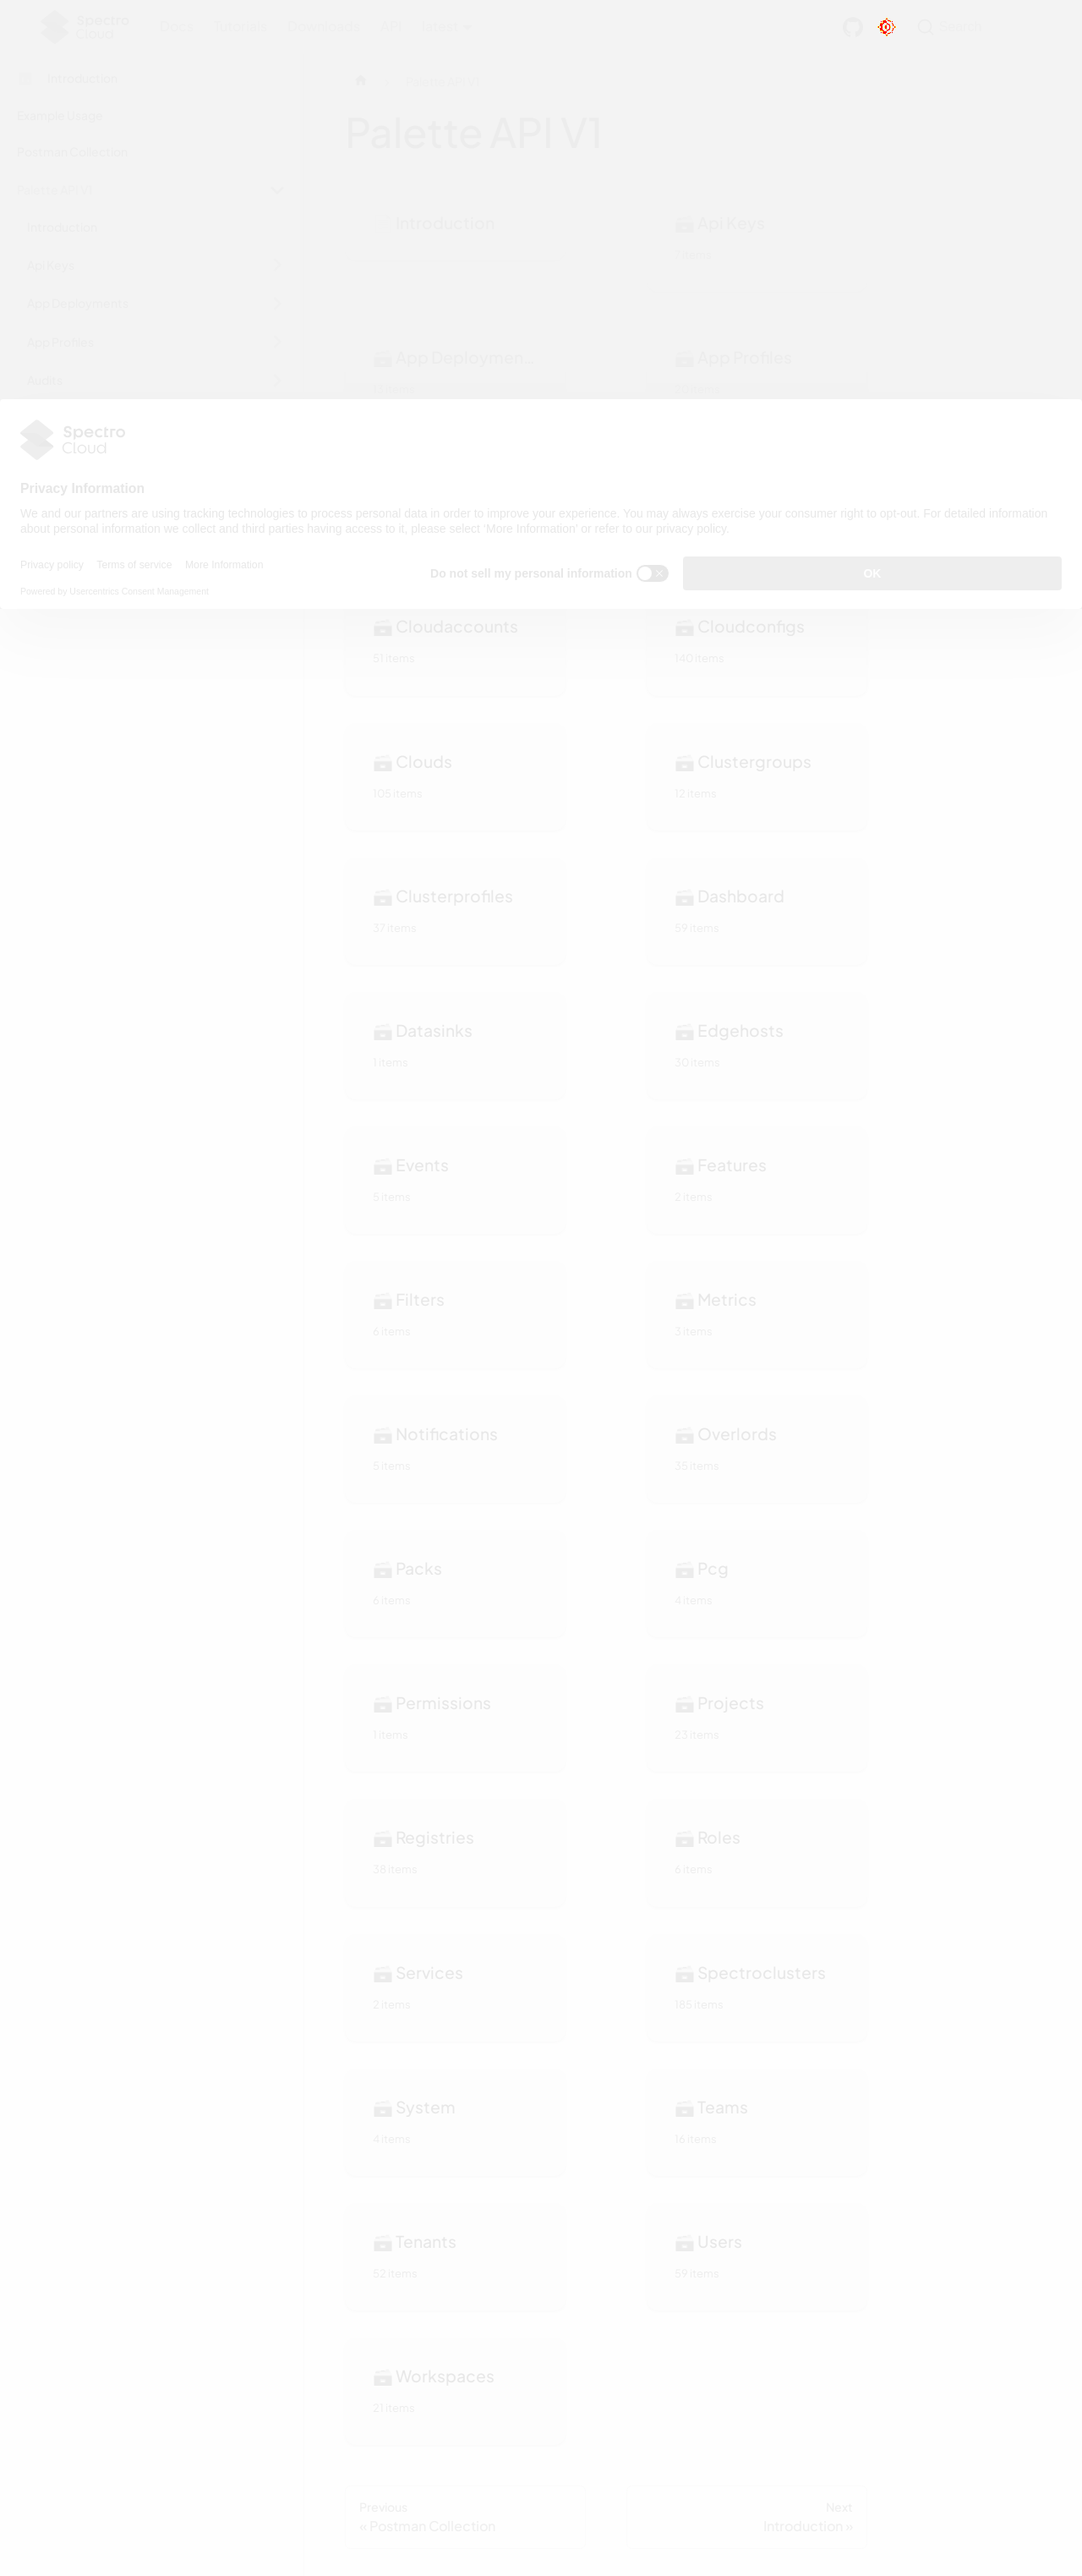 Spectro
Cloud
Docs
Tutorials
Downloads
API
latest
Search
Introduction
Example Usage
Postman Collection
Palette API V1
Introduction
Api Keys
App Deployments
App Profiles
Audits
Palette API V1
Palette API V1
Introduction
Api Keys
7 items
App Deploymen...
App Profiles
Spectro
Cloud
Privacy Information
We and our partners are using tracking technologies to process personal data in order to improve your experience. You may always exercise your consumer right to opt-out. For detailed information
about personal information we collect and third parties having access to it, please select ‘More Information’ or refer to our privacy policy.
Privacy policy
Terms of service
More Information
Do not sell my personal information
OK
Powered by Usercentrics Consent Management
Cloudaccounts
51 items
Cloudconfigs
140 items
Clouds
105 items
Clustergroups
12 items
Clusterprofiles
37 items
Dashboard
59 items
Datasinks
1 items
Edgehosts
30 items
Events
5 items
Features
2 items
Filters
6 items
Metrics
3 items
Notifications
5 items
Overlords
35 items
Packs
6 items
Pcg
4 items
Permissions
1 items
Projects
23 items
Registries
38 items
Roles
6 items
Services
2 items
Spectroclusters
185 items
System
4 items
Teams
16 items
Tenants
52 items
Users
59 items
Workspaces
21 items
Previous
« Postman Collection
Next
Introduction »